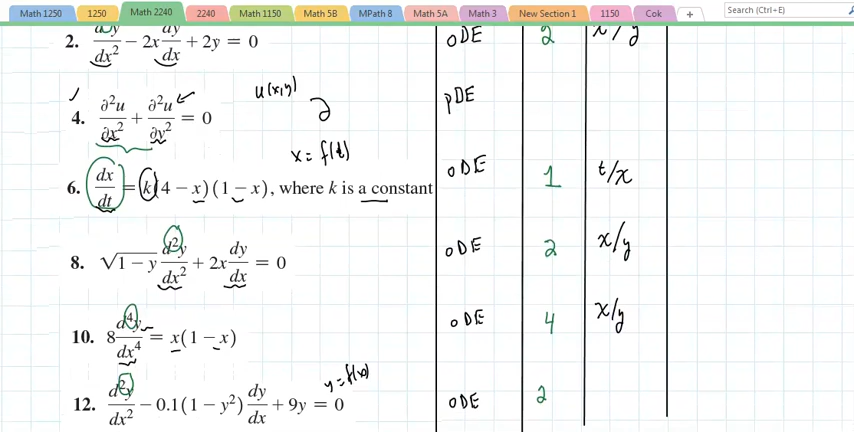 Math 1250 1250 Math 2240 2240 Math1150 Math 5B MPath 8 Math 5A Math 3 New Section 1 1150 Cok + Search (Ctrl+E)
2. d²y/dx² − 2x dy/dx + 2y = 0 ODE 2 x/y
u(x,y) ∂
4. ∂²u/∂x² + ∂²u/∂y² = 0 PDE
x = f(t)
6. dx/dt = k(4 − x)(1 − x), where k is a constant ODE 1 t/x
8. √1 − y d²y/dx² + 2x dy/dx = 0 ODE 2 x/y
10. 8 d⁴y/dx⁴ = x(1 − x) ODE 4 x/y
y = f(x)
12. d²y/dx² − 0.1(1 − y²) dy/dx + 9y = 0 ODE 2